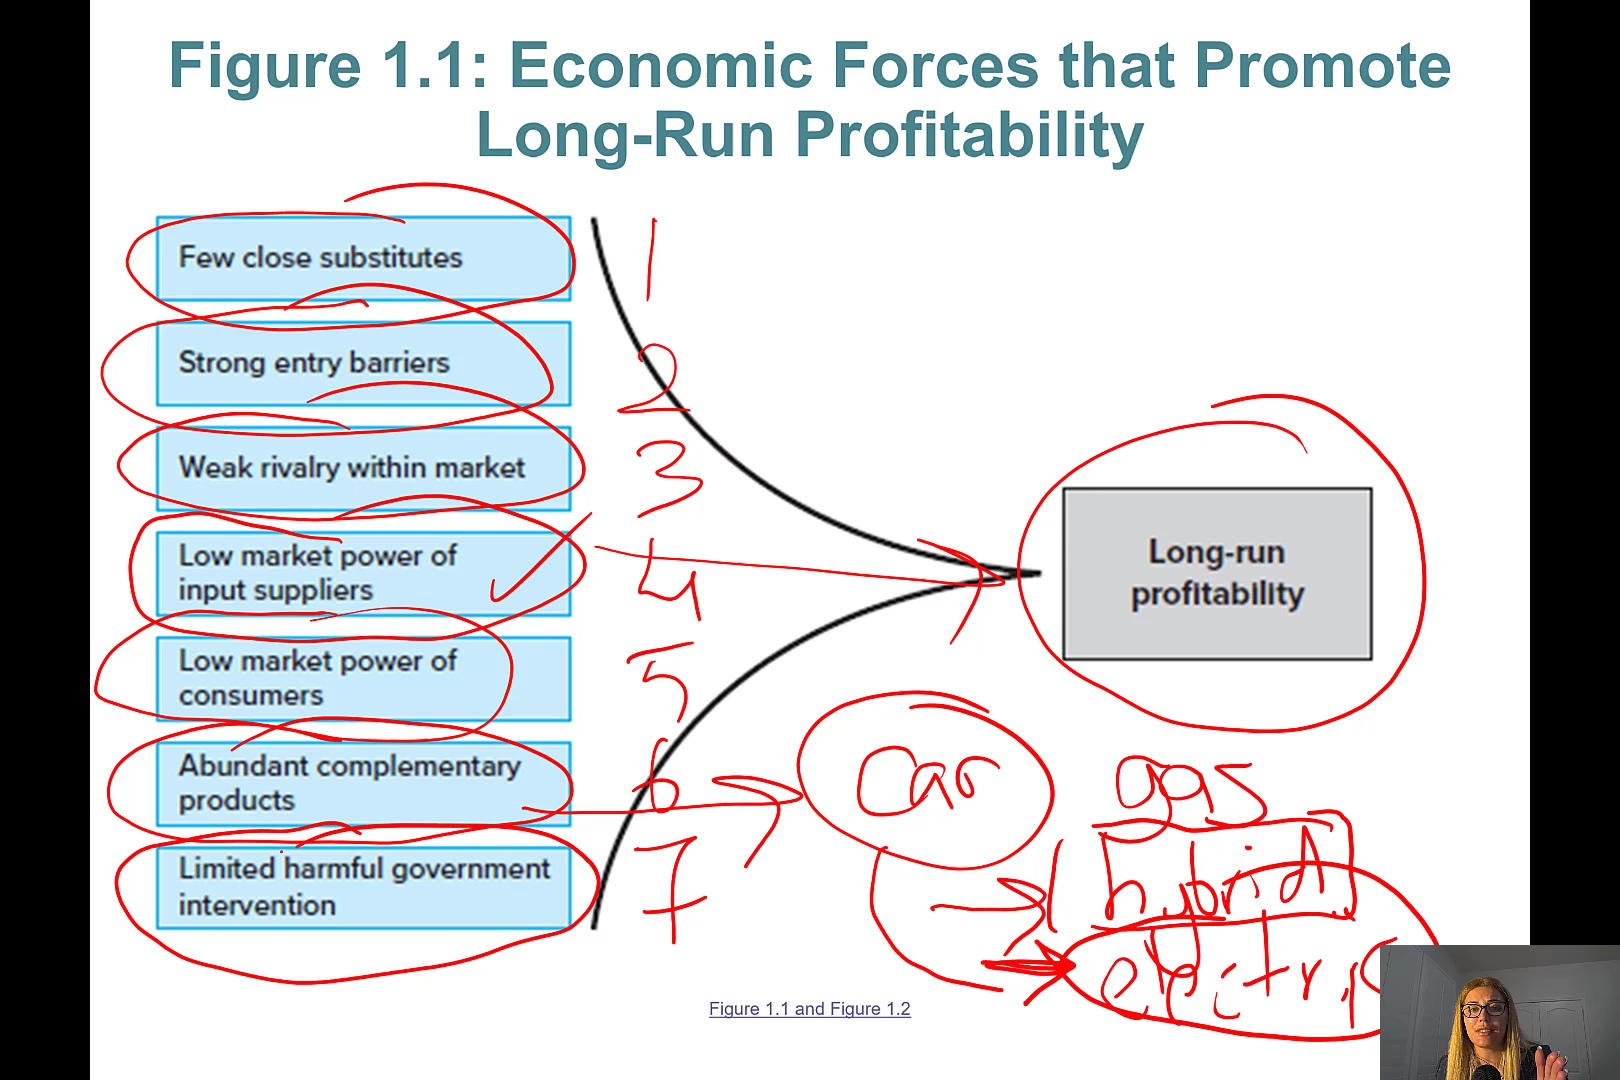 Figure 1.1: Economic Forces that Promote
Long-Run Profitability
Few close substitutes
1
Strong entry barriers
2
Weak rivalry within market
3
Low market power of
input suppliers
4
Low market power of
consumers
5
Abundant complementary
products
6
Limited harmful government
intervention
7
Long-run
profitability
Car
gas
hybrid
electric
Figure 1.1 and Figure 1.2